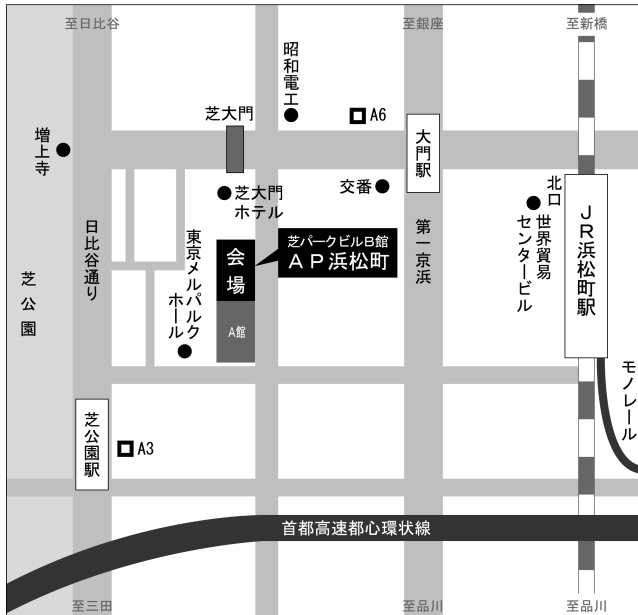 至日比谷
至銀座
至新橋
昭和電工
A6
芝大門
大門駅
増上寺
交番
北口
芝大門
ホテル
世界貿易
センタービル
JR浜松町駅
日比谷通り
第一京浜
東京メルパルク
ホール
会場
芝パークビルB館
AP浜松町
芝公園
A館
モノレール
芝公園駅
A3
首都高速都心環状線
至三田
至品川
至品川